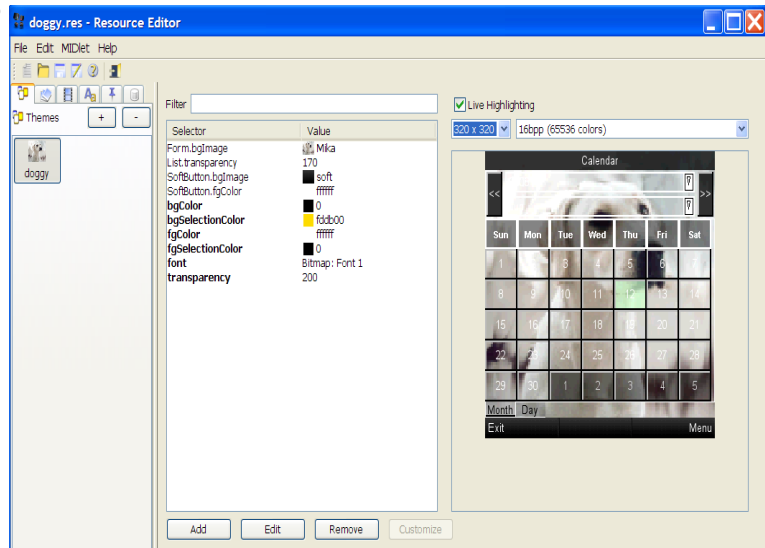 doggy.res - Resource Editor
File Edit MIDlet Help
Themes + -
doggy
Filter
Selector Value
Form.bgImage Mika
List.transparency 170
SoftButton.bgImage soft
SoftButton.fgColor ffffff
bgColor 0
bgSelectionColor fddb00
fgColor ffffff
fgSelectionColor 0
font Bitmap: Font 1
transparency 200
Add Edit Remove Customize
Live Highlighting
320 x 320 16bpp (65536 colors)
Calendar
<< >>
Sun Mon Tue Wed Thu Fri Sat
1 3 4 5 6 7
8 9 10 11 12 13 14
15 16 17 18 19 20 21
22 23 24 25 26 27 28
29 30 1 2 3 4 5
Month Day
Exit Menu